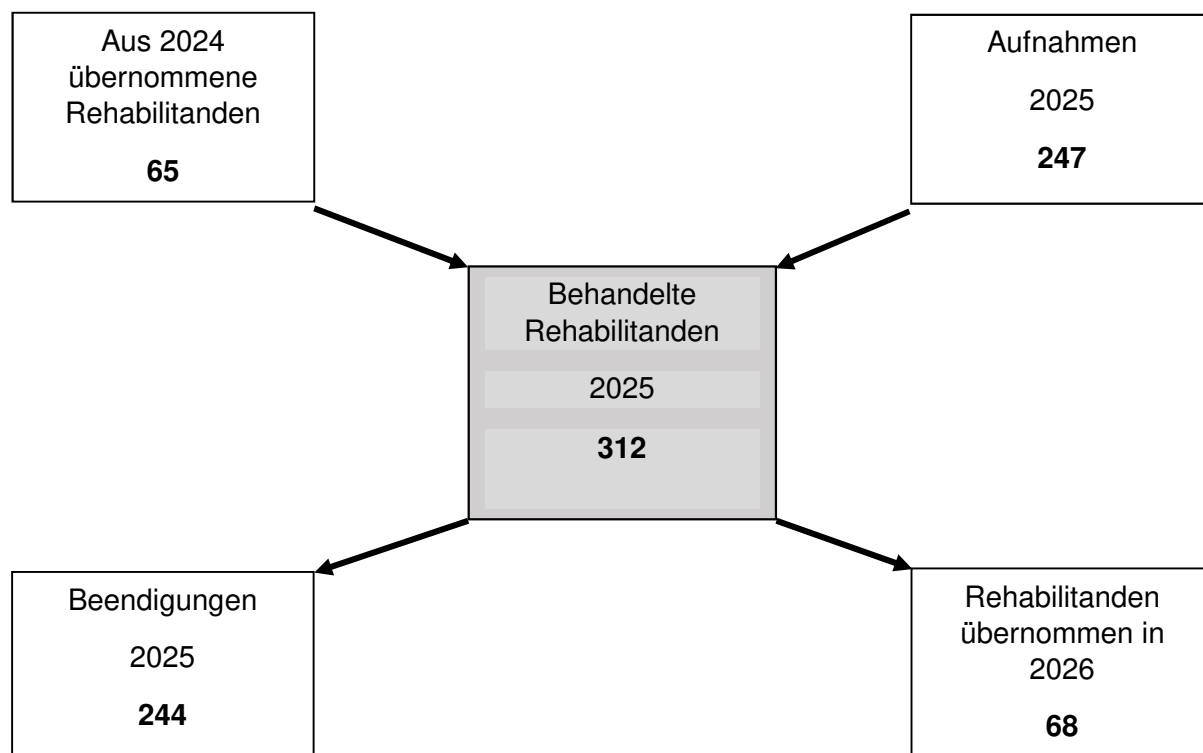 Aus 2024
übernommene
Rehabilitanden
65
Aufnahmen
2025
247
Behandelte
Rehabilitanden
2025
312
Beendigungen
2025
244
Rehabilitanden
übernommen in
2026
68